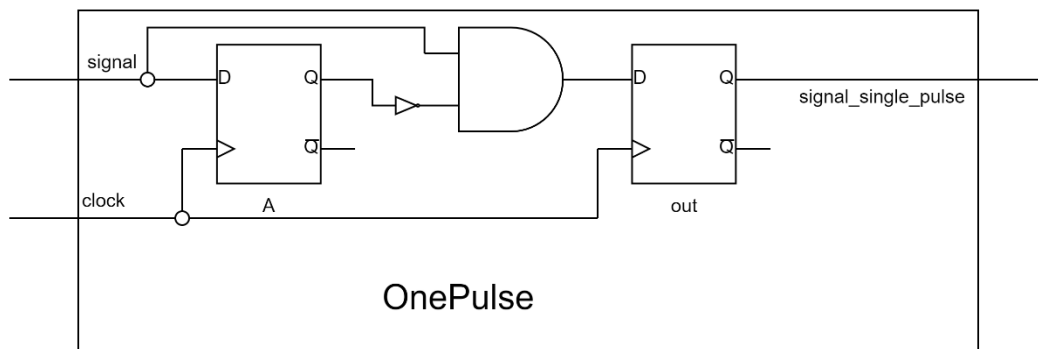 signal
D
Q
Q̅
A
clock
D
Q
Q̅
out
signal_single_pulse
OnePulse